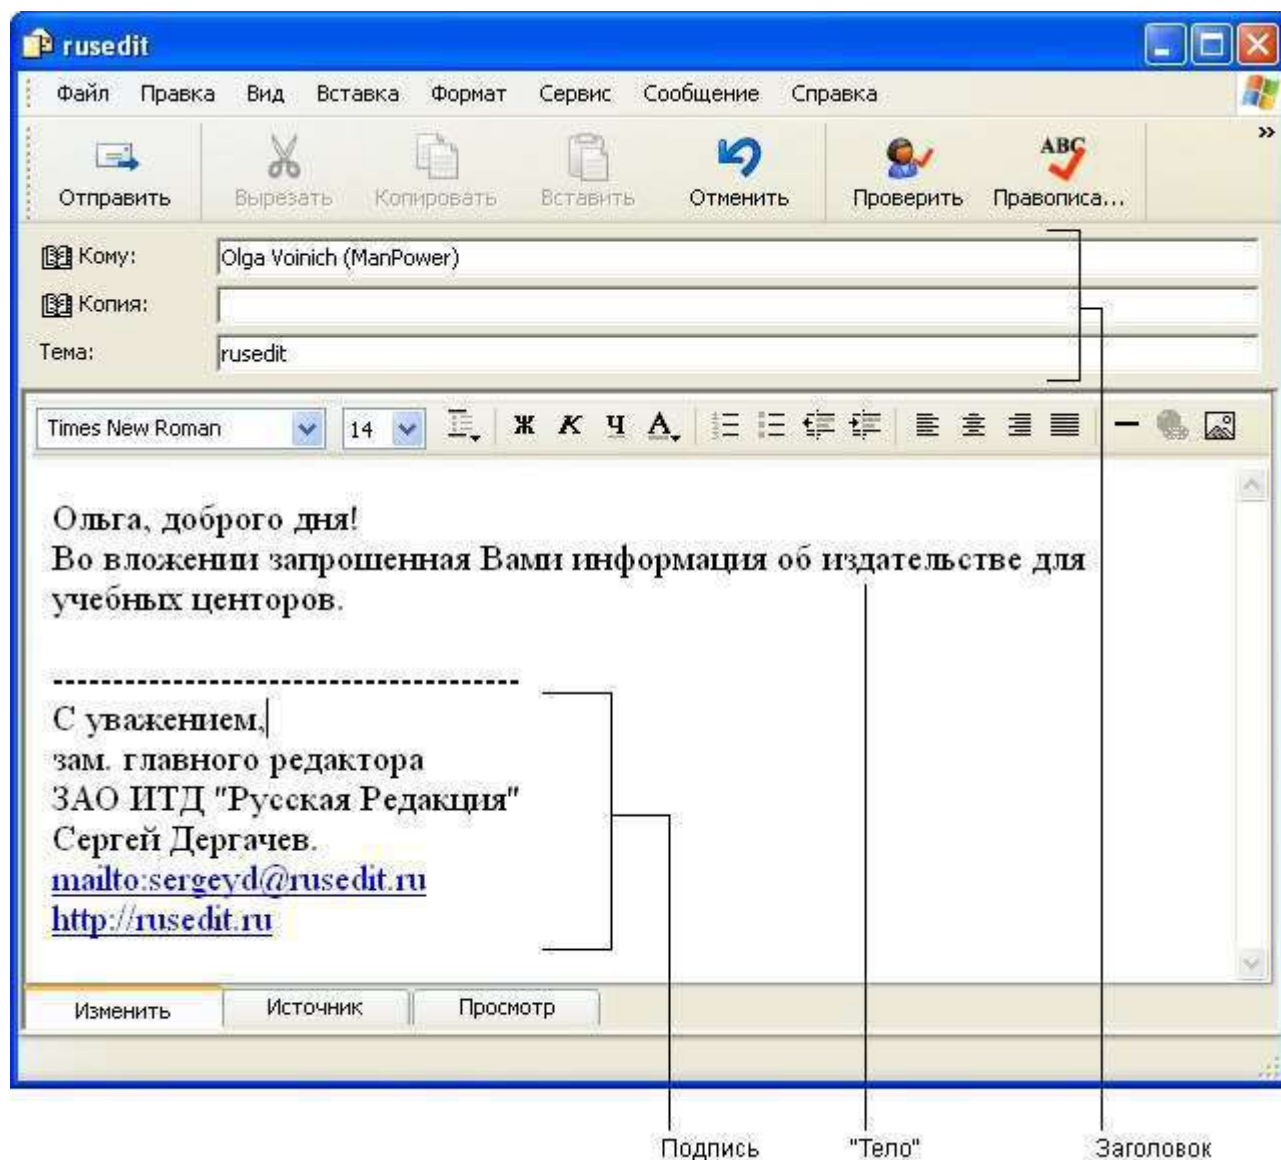 rusedit
Файл Правка Вид Вставка Формат Сервис Сообщение Справка
»
ABC
Отправить Вырезать Копировать Вставить Отменить Проверить Правописа...
Кому: Olga Voinich (ManPower)
Копия:
Тема: rusedit
Times New Roman 14 Ж К Ч А
Ольга, доброго дня!
Во вложении запрошенная Вами информация об издательстве для
учебных центоров.
---------------------------------------
С уважением,
зам. главного редактора
ЗАО ИТД "Русская Редакция"
Сергей Дергачев.
mailto:sergeyd@rusedit.ru
http://rusedit.ru
Изменить Источник Просмотр
Подпись "Тело" Заголовок